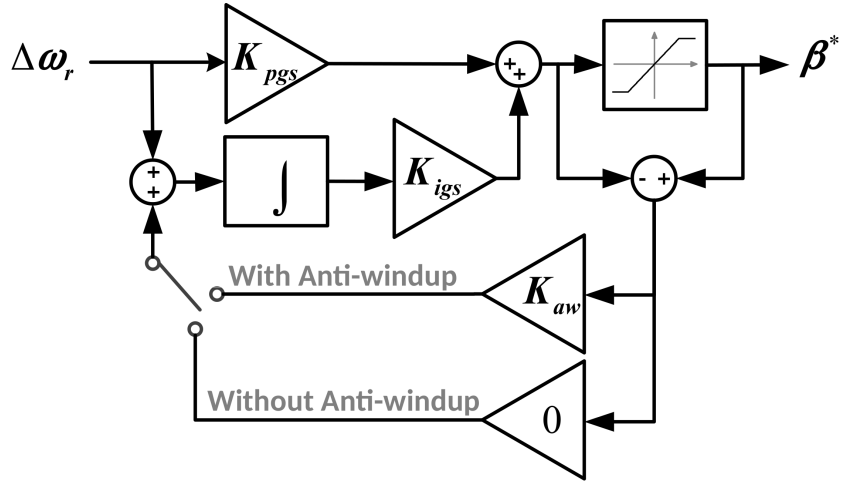 Δω_r
K_pgs
+
+
β*
+
+
∫
K_igs
- +
With Anti-windup
K_aw
Without Anti-windup
0